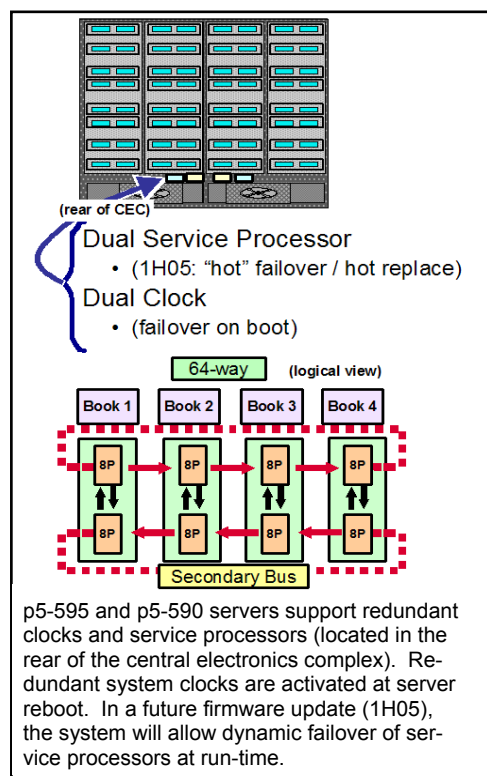 (rear of CEC)
Dual Service Processor
• (1H05: “hot” failover / hot replace)
Dual Clock
• (failover on boot)
64-way
(logical view)
Book 1
Book 2
Book 3
Book 4
8P
8P
8P
8P
8P
8P
8P
8P
Secondary Bus
p5-595 and p5-590 servers support redundant
clocks and service processors (located in the
rear of the central electronics complex).  Re-
dundant system clocks are activated at server
reboot.  In a future firmware update (1H05),
the system will allow dynamic failover of ser-
vice processors at run-time.